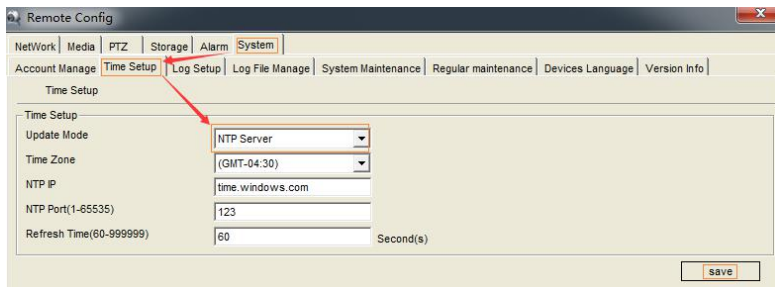 Remote Config
NetWork Media PTZ Storage Alarm System
Account Manage Time Setup Log Setup Log File Manage System Maintenance Regular maintenance Devices Language Version Info
Time Setup
Time Setup
Update Mode NTP Server
Time Zone (GMT-04:30)
NTP IP time.windows.com
NTP Port(1-65535) 123
Refresh Time(60-999999) 60 Second(s)
save